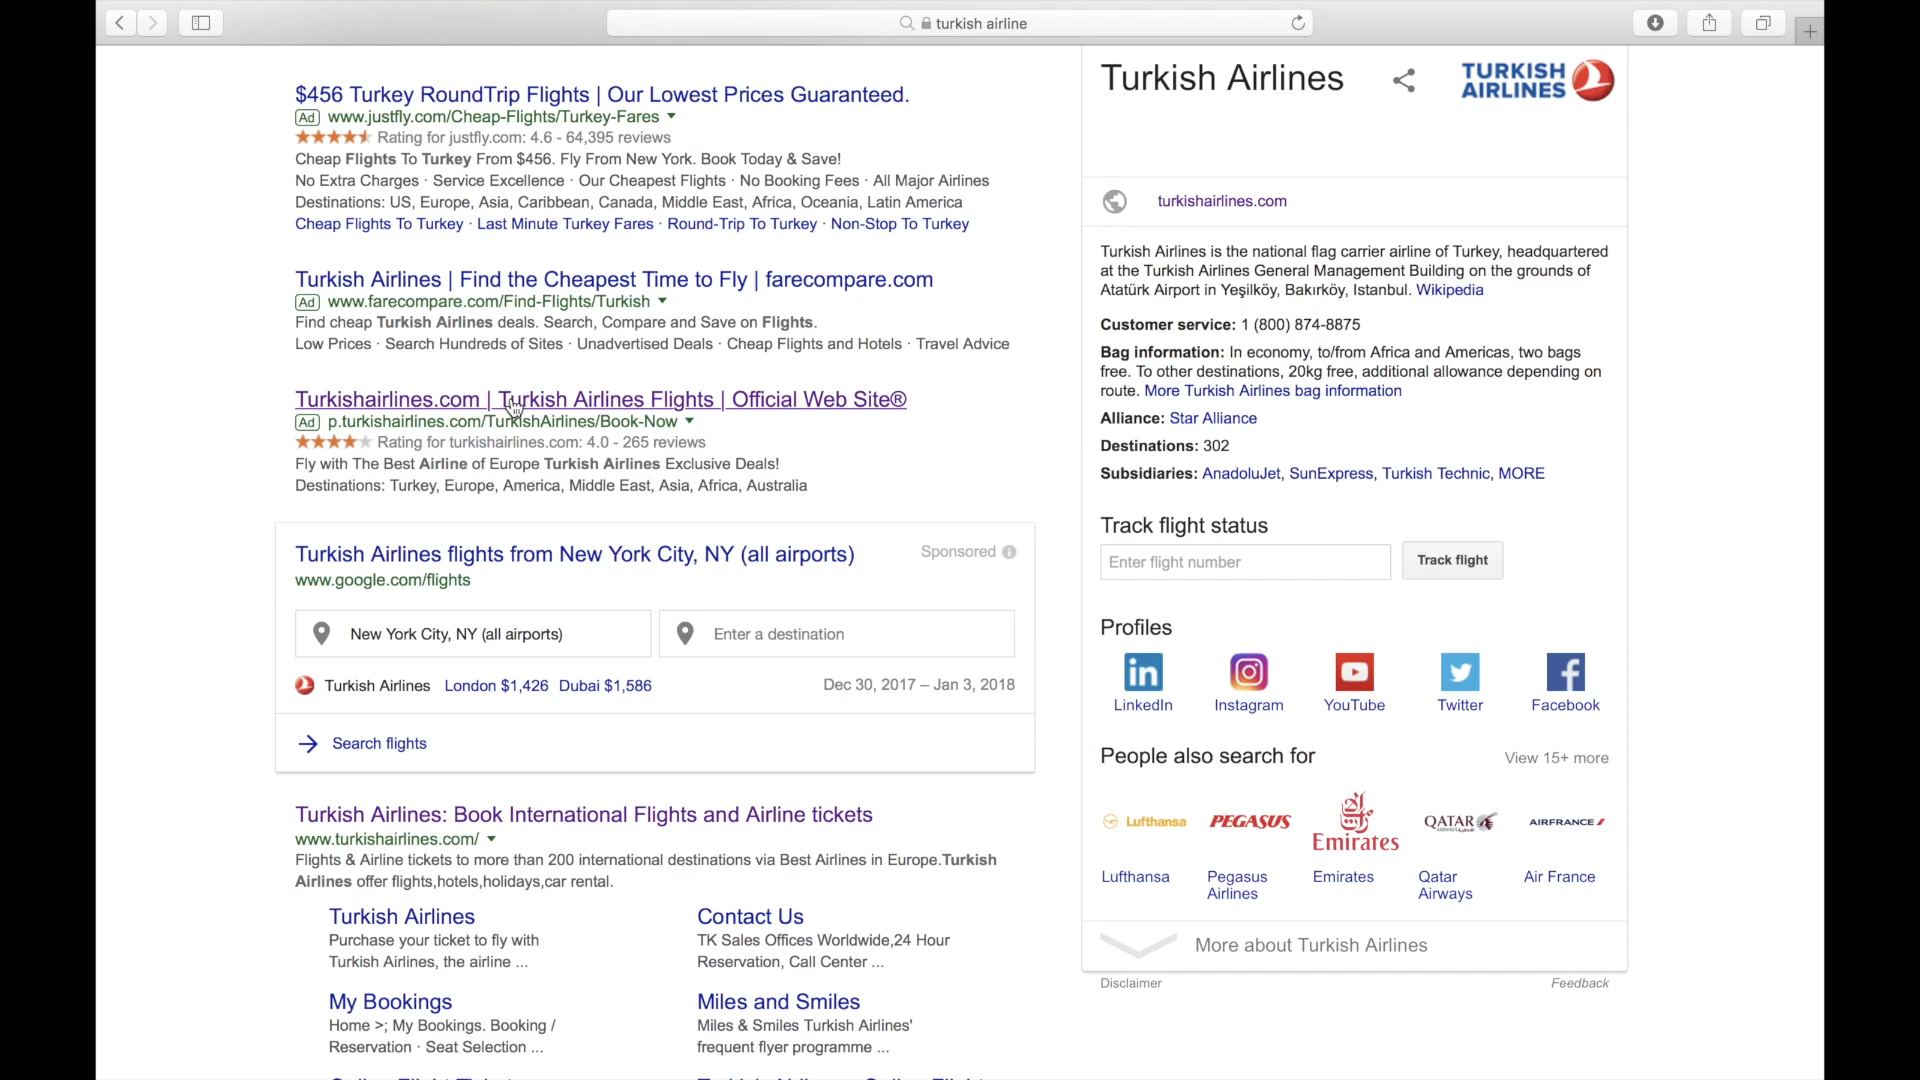 turkish airline
$456 Turkey RoundTrip Flights | Our Lowest Prices Guaranteed.
Ad www.justfly.com/Cheap-Flights/Turkey-Fares
Rating for justfly.com: 4.6 - 64,395 reviews
Cheap Flights To Turkey From $456. Fly From New York. Book Today & Save!
No Extra Charges · Service Excellence · Our Cheapest Flights · No Booking Fees · All Major Airlines
Destinations: US, Europe, Asia, Caribbean, Canada, Middle East, Africa, Oceania, Latin America
Cheap Flights To Turkey · Last Minute Turkey Fares · Round-Trip To Turkey · Non-Stop To Turkey
Turkish Airlines | Find the Cheapest Time to Fly | farecompare.com
Ad www.farecompare.com/Find-Flights/Turkish
Find cheap Turkish Airlines deals. Search, Compare and Save on Flights.
Low Prices · Search Hundreds of Sites · Unadvertised Deals · Cheap Flights and Hotels · Travel Advice
Turkishairlines.com | Turkish Airlines Flights | Official Web Site®
Ad p.turkishairlines.com/TurkishAirlines/Book-Now
Rating for turkishairlines.com: 4.0 - 265 reviews
Fly with The Best Airline of Europe Turkish Airlines Exclusive Deals!
Destinations: Turkey, Europe, America, Middle East, Asia, Africa, Australia
Turkish Airlines flights from New York City, NY (all airports)
Sponsored
www.google.com/flights
New York City, NY (all airports)
Enter a destination
Turkish Airlines London $1,426 Dubai $1,586
Dec 30, 2017 – Jan 3, 2018
Search flights
Turkish Airlines: Book International Flights and Airline tickets
www.turkishairlines.com/
Flights & Airline tickets to more than 200 international destinations via Best Airlines in Europe.Turkish
Airlines offer flights,hotels,holidays,car rental.
Turkish Airlines
Purchase your ticket to fly with
Turkish Airlines, the airline ...
Contact Us
TK Sales Offices Worldwide,24 Hour
Reservation, Call Center ...
My Bookings
Home >; My Bookings. Booking /
Reservation · Seat Selection ...
Miles and Smiles
Miles & Smiles Turkish Airlines'
frequent flyer programme ...
Turkish Airlines
TURKISH
AIRLINES
turkishairlines.com
Turkish Airlines is the national flag carrier airline of Turkey, headquartered
at the Turkish Airlines General Management Building on the grounds of
Atatürk Airport in Yeşilköy, Bakırköy, Istanbul. Wikipedia
Customer service: 1 (800) 874-8875
Bag information: In economy, to/from Africa and Americas, two bags
free. To other destinations, 20kg free, additional allowance depending on
route. More Turkish Airlines bag information
Alliance: Star Alliance
Destinations: 302
Subsidiaries: AnadoluJet, SunExpress, Turkish Technic, MORE
Track flight status
Enter flight number
Track flight
Profiles
LinkedIn
Instagram
YouTube
Twitter
Facebook
People also search for
View 15+ more
Lufthansa
PEGASUS
Emirates
QATAR
AIRFRANCE
Lufthansa
Pegasus
Airlines
Emirates
Qatar
Airways
Air France
More about Turkish Airlines
Disclaimer
Feedback